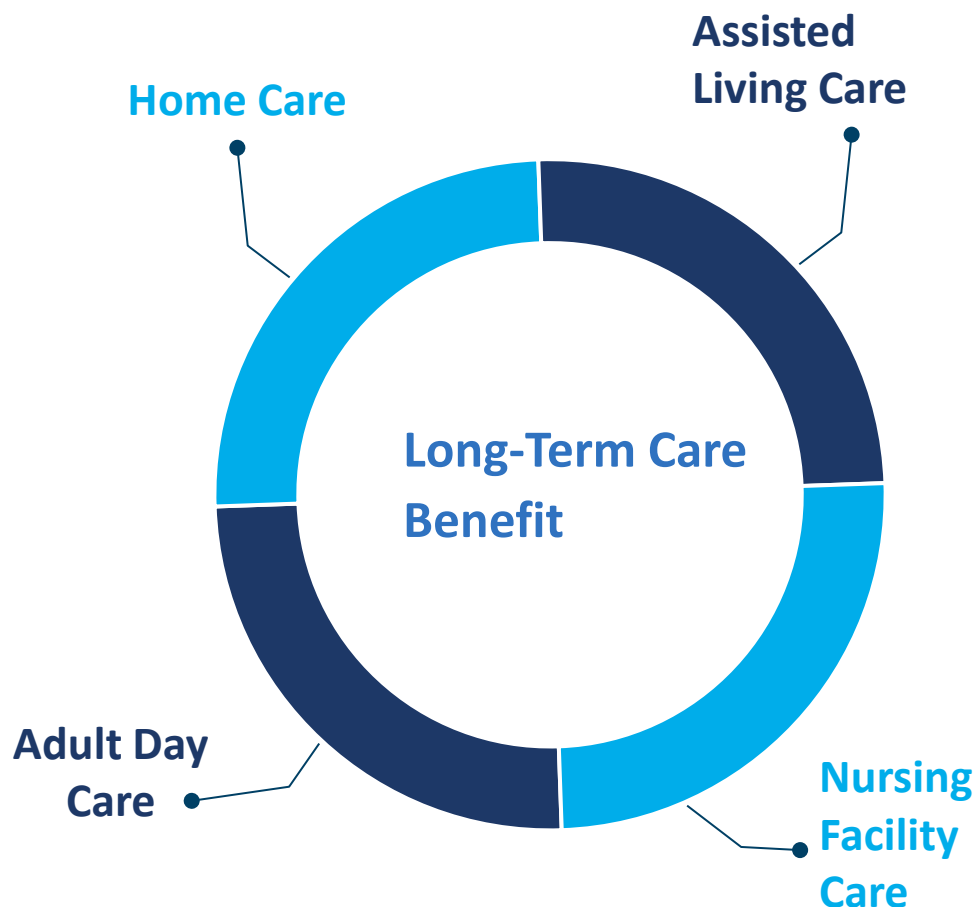 Assisted
Living Care
Home Care
Long-Term Care
Benefit
Adult Day
Care
Nursing
Facility
Care